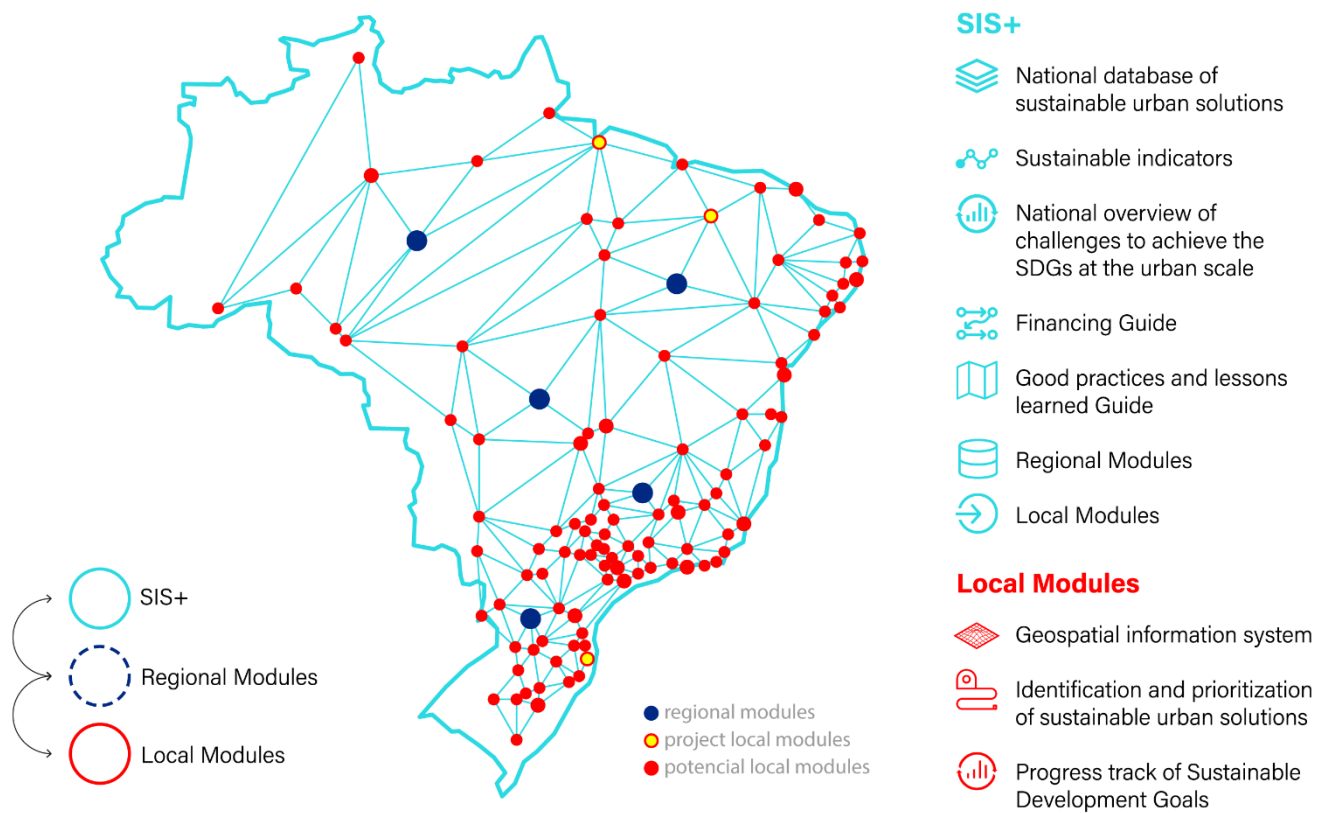 SIS+
National database of
sustainable urban solutions
Sustainable indicators
National overview of
challenges to achieve the
SDGs at the urban scale
Financing Guide
Good practices and lessons
learned Guide
Regional Modules
Local Modules
Local Modules
Geospatial information system
Identification and prioritization
of sustainable urban solutions
Progress track of Sustainable
Development Goals
SIS+
Regional Modules
Local Modules
regional modules
project local modules
potencial local modules